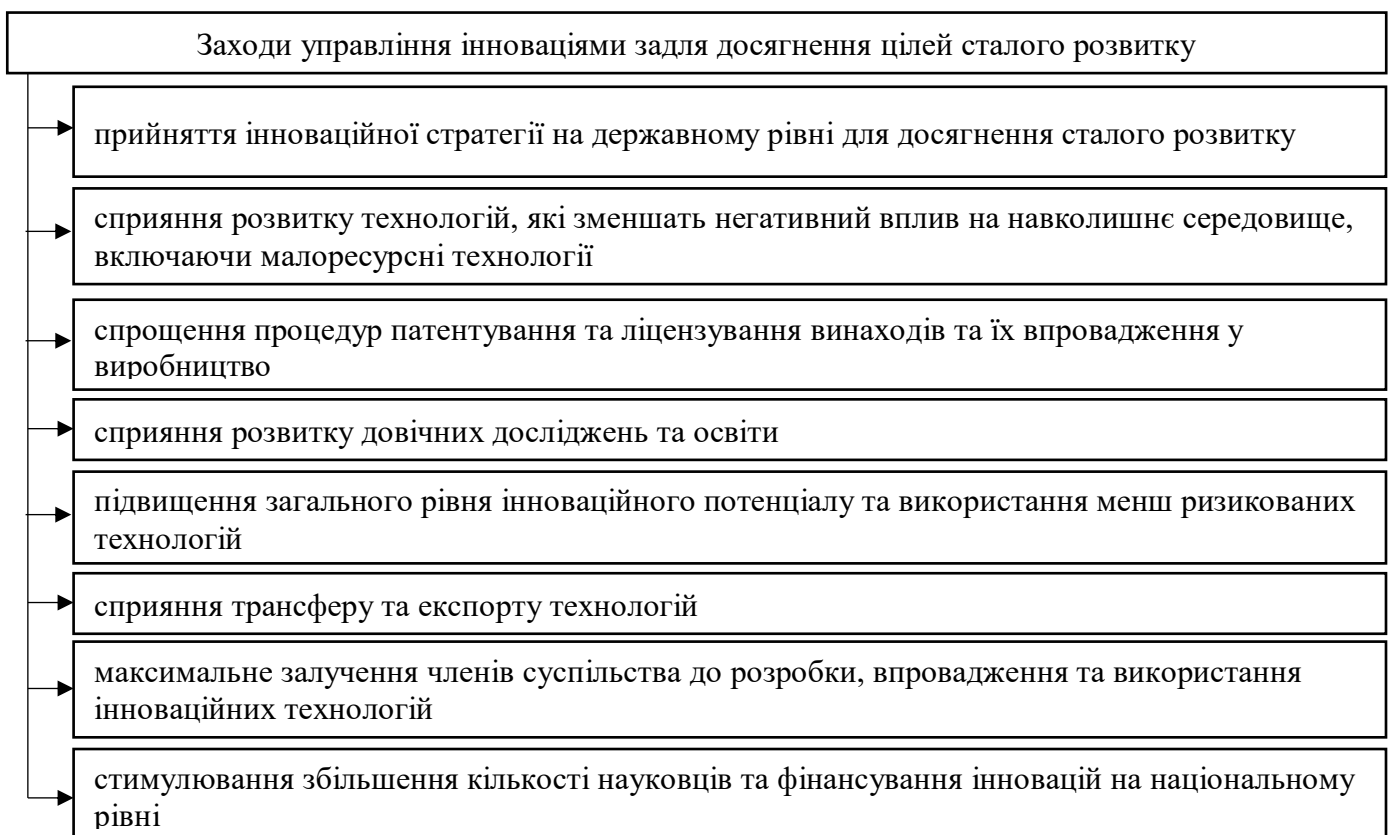 Заходи управління інноваціями задля досягнення цілей сталого розвитку
прийняття інноваційної стратегії на державному рівні для досягнення сталого розвитку
сприяння розвитку технологій, які зменшать негативний вплив на навколишнє середовище,
включаючи малоресурсні технології
спрощення процедур патентування та ліцензування винаходів та їх впровадження у
виробництво
сприяння розвитку довічних досліджень та освіти
підвищення загального рівня інноваційного потенціалу та використання менш ризикованих
технологій
сприяння трансферу та експорту технологій
максимальне залучення членів суспільства до розробки, впровадження та використання
інноваційних технологій
стимулювання збільшення кількості науковців та фінансування інновацій на національному
рівні